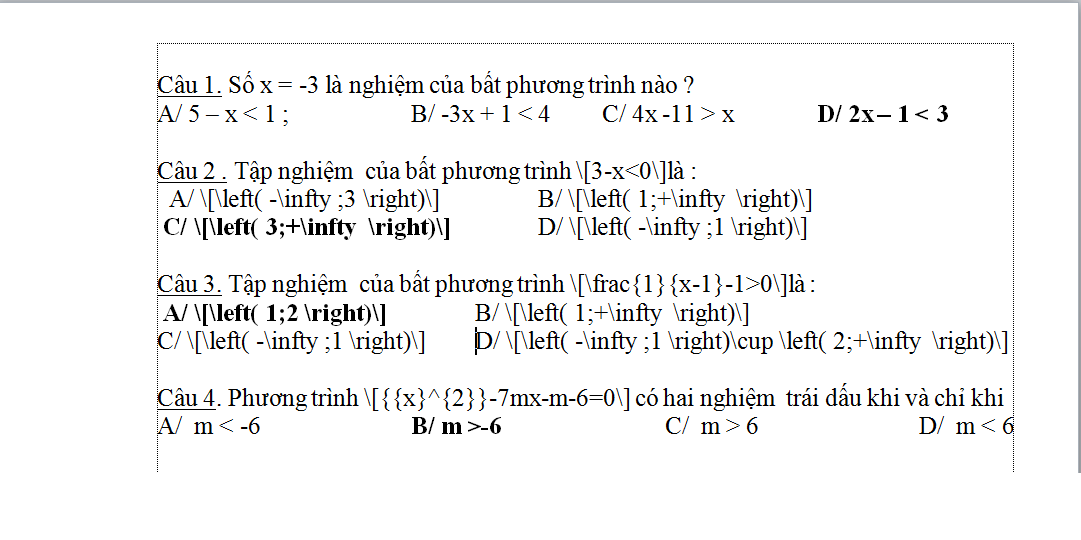 Câu 1. Số x = -3 là nghiệm của bất phương trình nào ?
A/ 5 – x < 1 ; B/ -3x + 1 < 4 C/ 4x -11 > x D/ 2x – 1 < 3
Câu 2 . Tập nghiệm của bất phương trình \[3-x<0\]là :
A/ \[\left( -\infty ;3 \right)\] B/ \[\left( 1;+\infty \right)\]
C/ \[\left( 3;+\infty \right)\] D/ \[\left( -\infty ;1 \right)\]
Câu 3. Tập nghiệm của bất phương trình \[\frac{1}{x-1}-1>0\]là :
A/ \[\left( 1;2 \right)\] B/ \[\left( 1;+\infty \right)\]
C/ \[\left( -\infty ;1 \right)\] D/ \[\left( -\infty ;1 \right)\cup \left( 2;+\infty \right)\]
Câu 4. Phương trình \[{{x}^{2}}-7mx-m-6=0\] có hai nghiệm trái dấu khi và chỉ khi
A/ m < -6 B/ m >-6 C/ m > 6 D/ m < 6